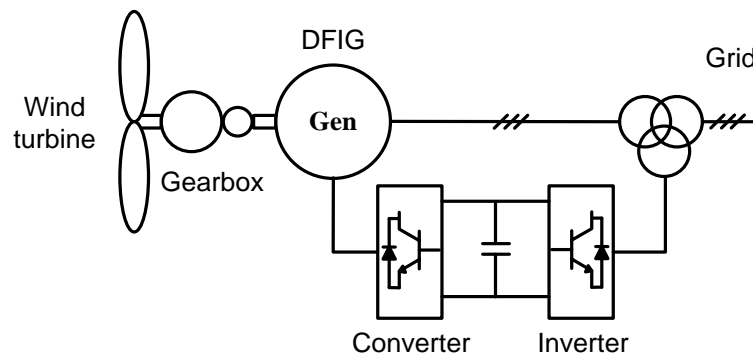 DFIG
Grid
Wind
turbine
Gen
Gearbox
Converter
Inverter